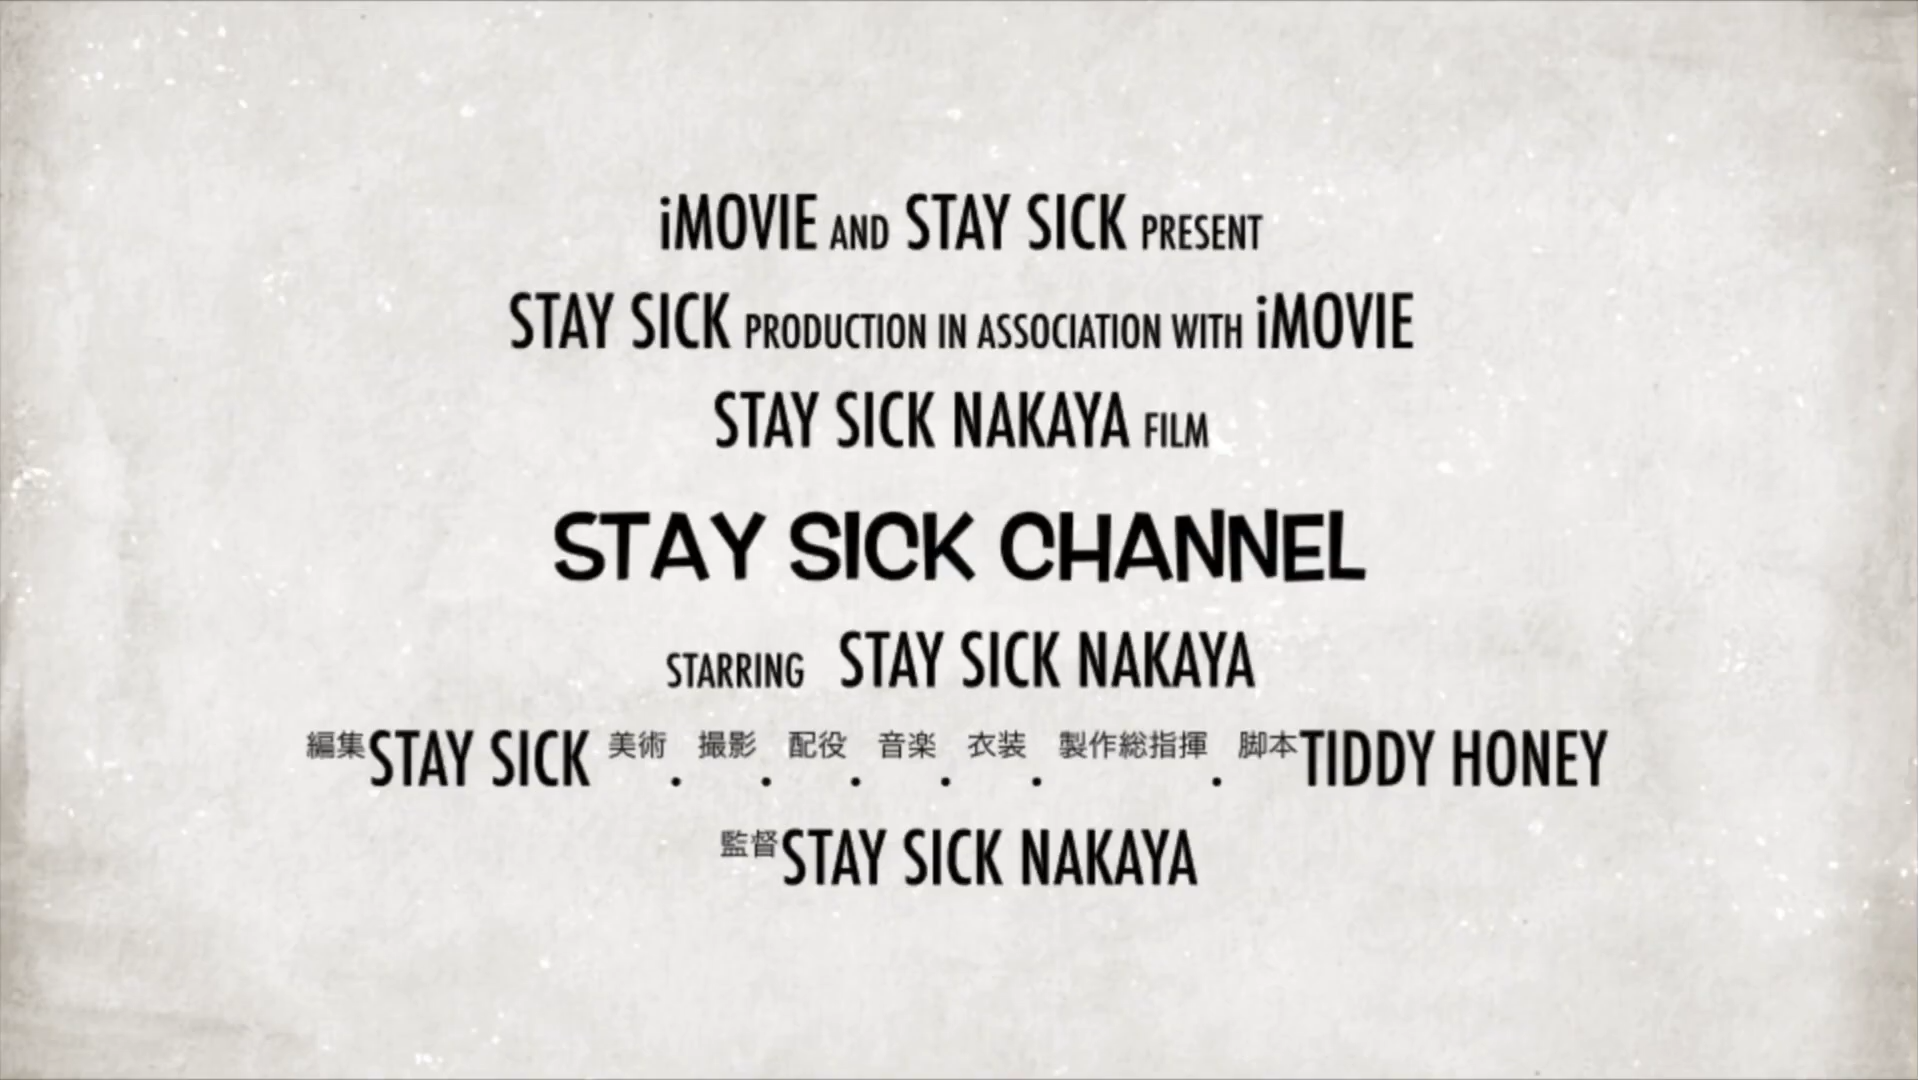 iMOVIE AND STAY SICK PRESENT
STAY SICK PRODUCTION IN ASSOCIATION WITH iMOVIE
STAY SICK NAKAYA FILM
STAY SICK CHANNEL
STARRING STAY SICK NAKAYA
編集STAY SICK 美術. 撮影. 配役. 音楽. 衣装. 製作総指揮. 脚本TIDDY HONEY
監督STAY SICK NAKAYA